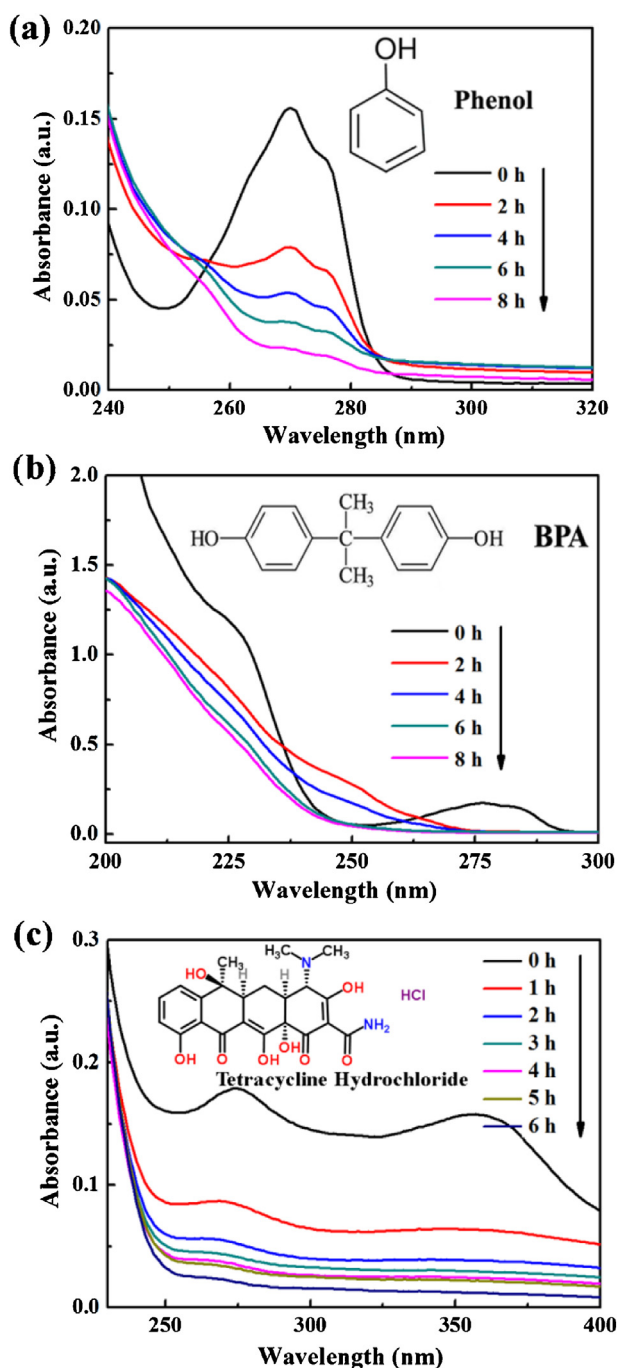 (a)
0.20
0.15
0.10
0.05
0.00
Absorbance (a.u.)
OH
Phenol
0 h
2 h
4 h
6 h
8 h
240
260
280
300
320
Wavelength (nm)
(b)
2.0
1.5
1.0
0.5
0.0
Absorbance (a.u.)
CH3
HO
C
OH
CH3
BPA
0 h
2 h
4 h
6 h
8 h
200
225
250
275
300
Wavelength (nm)
(c)
0.3
0.2
0.1
0.0
Absorbance (a.u.)
H3C
CH3
N
HO
CH3
H
H
OH
HCl
NH2
OH
O
OH
OH
O
O
Tetracycline Hydrochloride
0 h
1 h
2 h
3 h
4 h
5 h
6 h
250
300
350
400
Wavelength (nm)